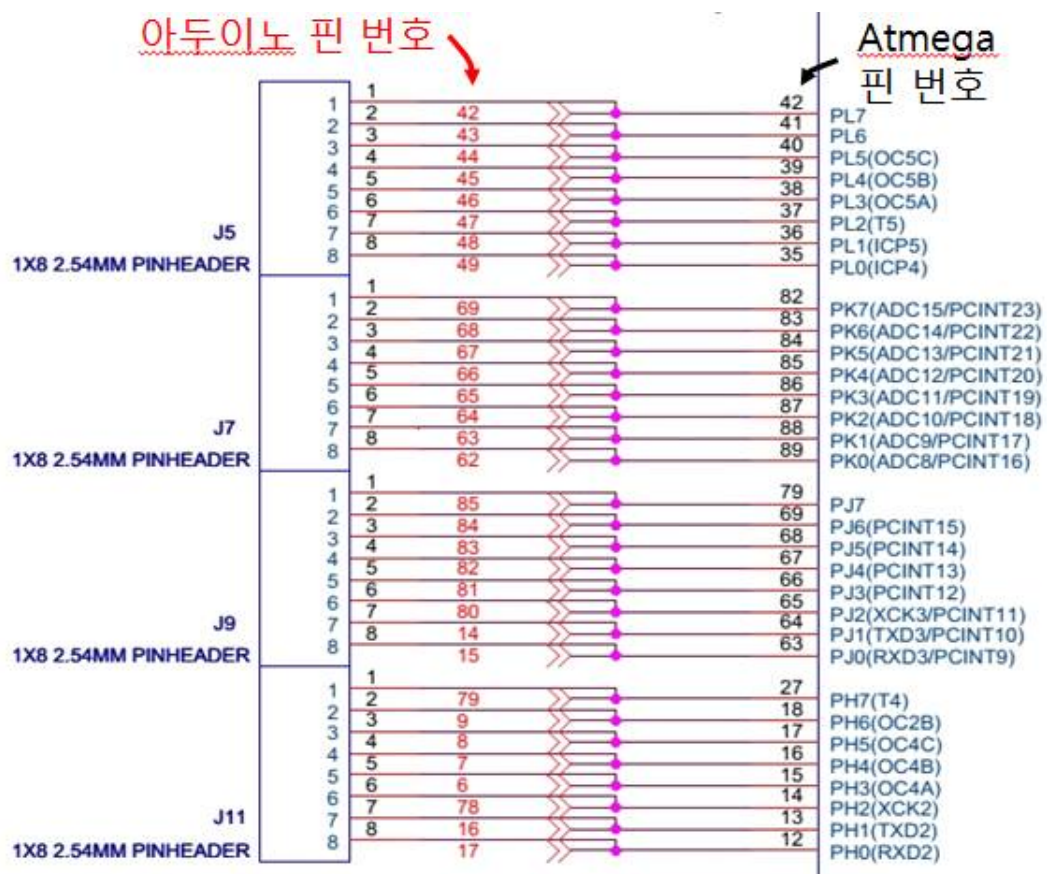 아두이노 핀 번호
Atmega
핀 번호
1 1 42 42 PL7
2 2 43 41 PL6
3 3 44 40 PL5(OC5C)
4 4 45 39 PL4(OC5B)
5 5 46 38 PL3(OC5A)
6 6 47 37 PL2(T5)
7 7 48 36 PL1(ICP5)
8 8 49 35 PL0(ICP4)
J5
1X8 2.54MM PINHEADER
1 1 69 82 PK7(ADC15/PCINT23)
2 2 68 83 PK6(ADC14/PCINT22)
3 3 67 84 PK5(ADC13/PCINT21)
4 4 66 85 PK4(ADC12/PCINT20)
5 5 65 86 PK3(ADC11/PCINT19)
6 6 64 87 PK2(ADC10/PCINT18)
7 7 63 88 PK1(ADC9/PCINT17)
8 8 62 89 PK0(ADC8/PCINT16)
J7
1X8 2.54MM PINHEADER
1 1 85 79 PJ7
2 2 84 69 PJ6(PCINT15)
3 3 83 68 PJ5(PCINT14)
4 4 82 67 PJ4(PCINT13)
5 5 81 66 PJ3(PCINT12)
6 6 80 65 PJ2(XCK3/PCINT11)
7 7 14 64 PJ1(TXD3/PCINT10)
8 8 15 63 PJ0(RXD3/PCINT9)
J9
1X8 2.54MM PINHEADER
1 1 79 27 PH7(T4)
2 2 9 18 PH6(OC2B)
3 3 8 17 PH5(OC4C)
4 4 7 16 PH4(OC4B)
5 5 6 15 PH3(OC4A)
6 6 78 14 PH2(XCK2)
7 7 16 13 PH1(TXD2)
8 8 17 12 PH0(RXD2)
J11
1X8 2.54MM PINHEADER